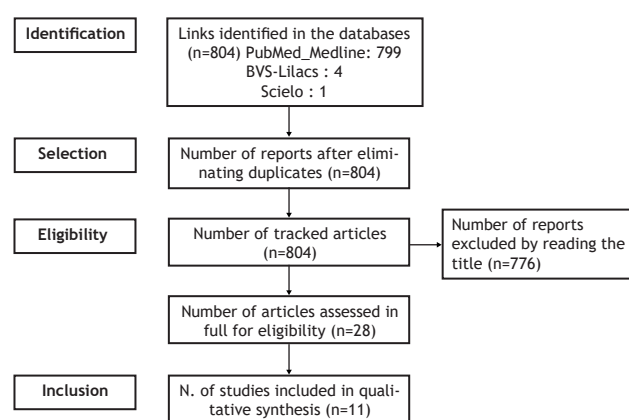 Identification
Links identified in the databases
(n=804) PubMed_Medline: 799
BVS-Lilacs : 4
Scielo : 1
Selection
Number of reports after elimi-
nating duplicates (n=804)
Eligibility
Number of tracked articles
(n=804)
Number of reports
excluded by reading the
title (n=776)
Number of articles assessed in
full for eligibility (n=28)
Inclusion
N. of studies included in quali-
tative synthesis (n=11)